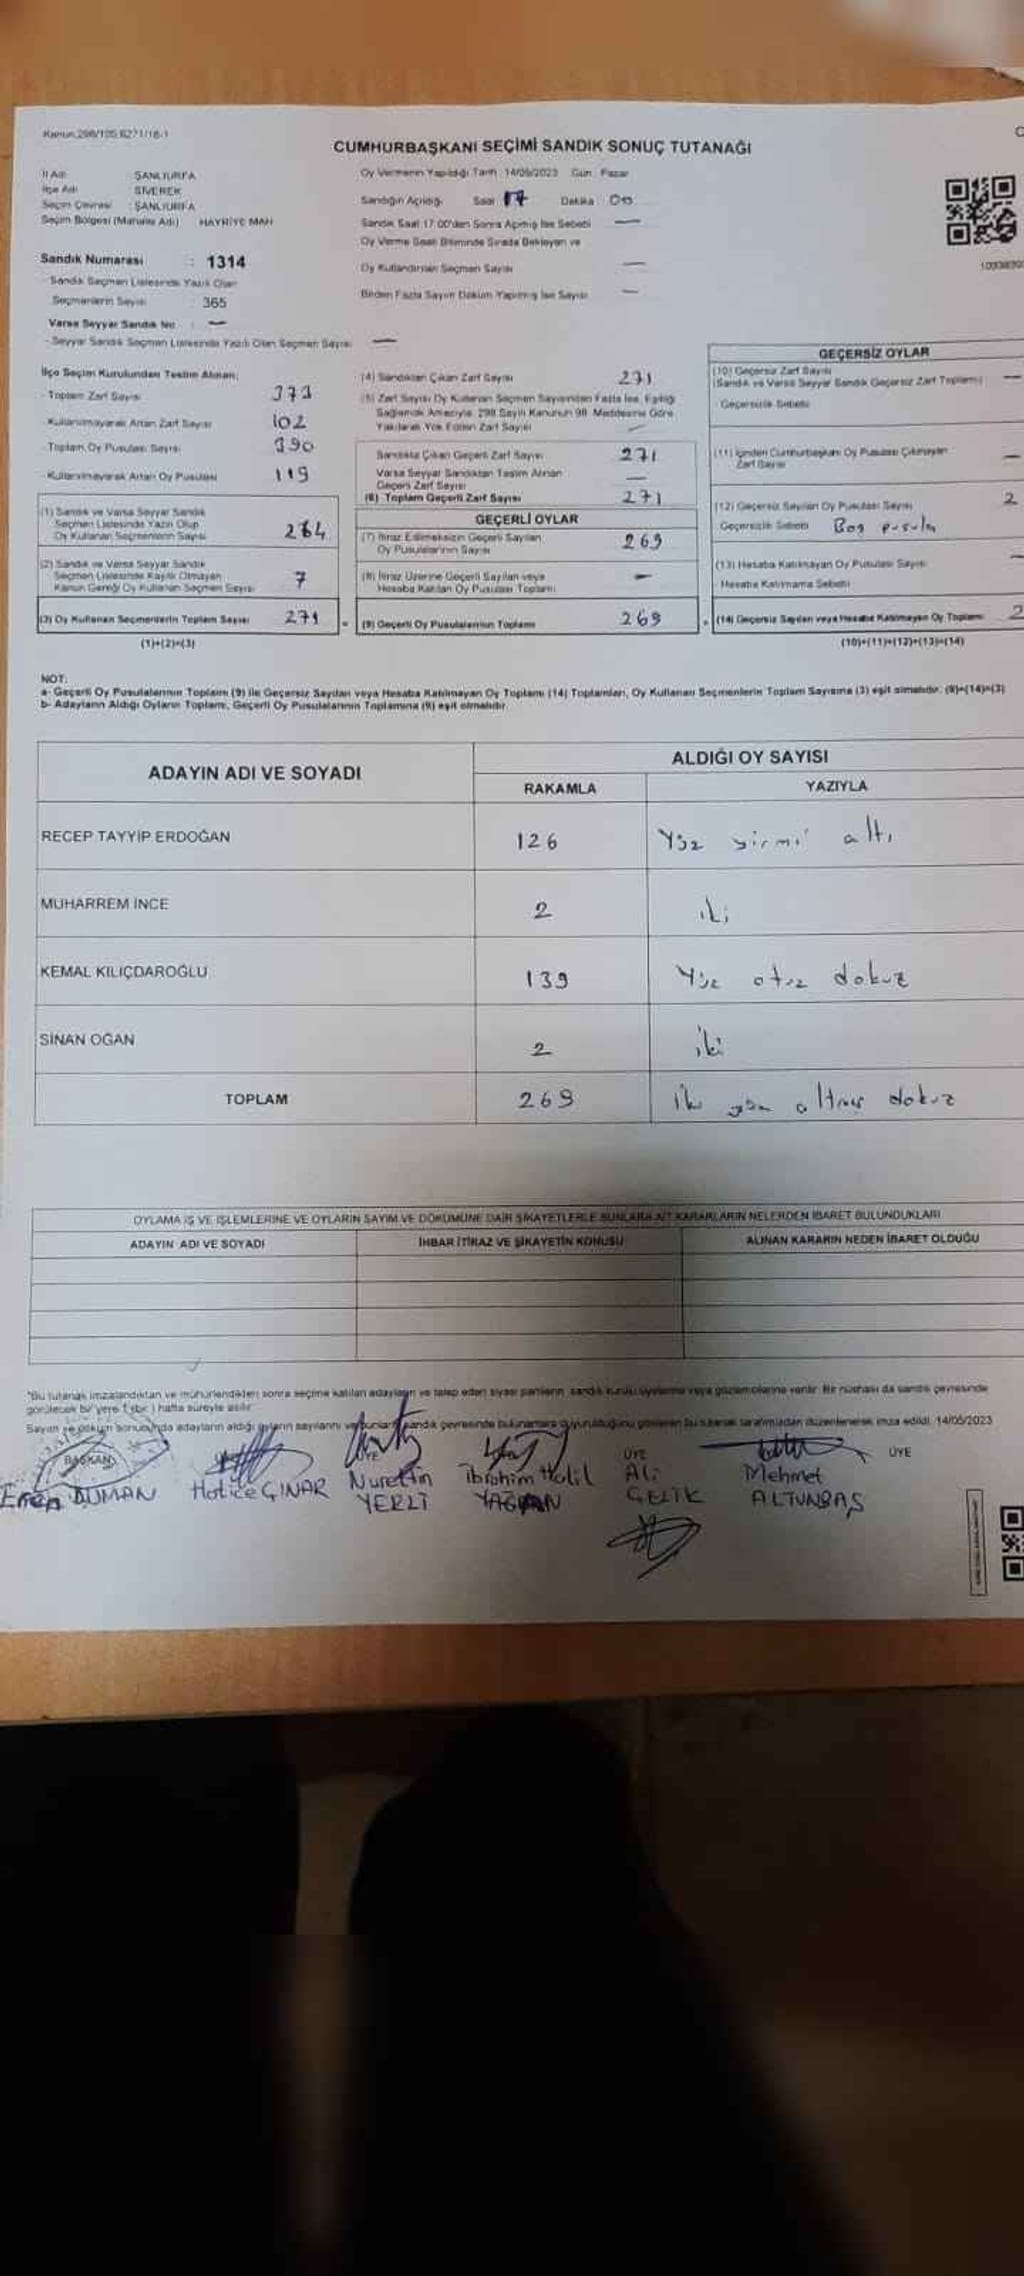 Kanun 298/105,6271/16-1
CUMHURBAŞKANI SEÇİMİ SANDIK SONUÇ TUTANAĞI
İl Adı : ŞANLIURFA
İlçe Adı : SİVEREK
Seçim Çevresi : ŞANLIURFA
Seçim Bölgesi (Mahalle Adı) HAYRİYE MAH
Sandık Numarası : 1314
Sandık Seçmen Listesinde Yazılı Olan
Seçmenlerin Sayısı : 365
Varsa Seyyar Sandık No : —
- Seyyar Sandık Seçmen Listesinde Yazılı Olan Seçmen Sayısı —
Oy Vermenin Yapıldığı Tarih 14/05/2023 Gün Pazar
Sandığın Açıldığı Saat 17 Dakika 00
Sandık Saat 17.00'den Sonra Açılmış İse Sebebi —
Oy Verme Saati Bitiminde Sırada Bekleyen ve
Oy Kullandırılan Seçmen Sayısı —
Birden Fazla Sayım Döküm Yapılmış İse Sayısı —
İlçe Seçim Kurulundan Teslim Alınan;
- Toplam Zarf Sayısı 373
- Kullanılmayarak Artan Zarf Sayısı 102
- Toplam Oy Pusulası Sayısı 390
- Kullanılmayarak Artan Oy Pusulası 119
(1) Sandık ve Varsa Seyyar Sandık
Seçmen Listesinde Yazılı Olup
Oy Kullanan Seçmenlerin Sayısı 264
(2) Sandık ve Varsa Seyyar Sandık
Seçmen Listesinde Kayıtlı Olmayan
Kanun Gereği Oy Kullanan Seçmen Sayısı 7
(3) Oy Kullanan Seçmenlerin Toplam Sayısı 271
(1)+(2)=(3)
(4) Sandıktan Çıkan Zarf Sayısı 271
(5) Zarf Sayısı Oy Kullanan Seçmen Sayısından Fazla İse, Eşitliği
Sağlamak Amacıyla, 298 Sayılı Kanunun 98. Maddesine Göre
Yakılarak Yok Edilen Zarf Sayısı —
Sandıkta Çıkan Geçerli Zarf Sayısı 271
Varsa Seyyar Sandıktan Teslim Alınan
Geçerli Zarf Sayısı —
(6) Toplam Geçerli Zarf Sayısı 271
GEÇERLİ OYLAR
(7) İtiraz Edilmeksizin Geçerli Sayılan
Oy Pusulalarının Sayısı 269
(8) İtiraz Üzerine Geçerli Sayılan veya
Hesaba Katılan Oy Pusulası Toplamı —
(9) Geçerli Oy Pusulalarının Toplamı 269
GEÇERSİZ OYLAR
(10) Geçersiz Zarf Sayısı
(Sandık ve Varsa Seyyar Sandık Geçersiz Zarf Toplamı) —
Geçersizlik Sebebi
(11) İçinden Cumhurbaşkanı Oy Pusulası Çıkmayan
Zarf Sayısı —
(12) Geçersiz Sayılan Oy Pusulası Sayısı 2
Geçersizlik Sebebi Boş pusula
(13) Hesaba Katılmayan Oy Pusulası Sayısı —
Hesaba Katılmama Sebebi
(14) Geçersiz Sayılan veya Hesaba Katılmayan Oy Toplamı 2
(10)+(11)+(12)+(13)=(14)
NOT:
a- Geçerli Oy Pusulalarının Toplamı (9) ile Geçersiz Sayılan veya Hesaba Katılmayan Oy Toplamı (14) Toplamları, Oy Kullanan Seçmenlerin Toplam Sayısına (3) eşit olmalıdır. (9)+(14)=(3)
b- Adayların Aldığı Oyların Toplamı, Geçerli Oy Pusulalarının Toplamına (9) eşit olmalıdır.
ADAYIN ADI VE SOYADI ALDIĞI OY SAYISI
RAKAMLA YAZIYLA
RECEP TAYYİP ERDOĞAN 126 Yüz yirmi altı
MUHARREM İNCE 2 iki
KEMAL KILIÇDAROĞLU 139 Yüz otuz dokuz
SİNAN OĞAN 2 iki
TOPLAM 269 iki yüz altmış dokuz
OYLAMA İŞ VE İŞLEMLERİNE VE OYLARIN SAYIM VE DÖKÜMÜNE DAİR ŞİKAYETLERLE BUNLARA AİT KARARLARIN NELERDEN İBARET BULUNDUKLARI
ADAYIN ADI VE SOYADI İHBAR İTİRAZ VE ŞİKAYETİN KONUSU ALINAN KARARIN NEDEN İBARET OLDUĞU
*Bu tutanak imzalandıktan ve mühürlendikten sonra seçime katılan adayların ve talep eden siyasi partilerin, sandık kurulu üyelerine veya gözlemcilerine verilir. Bir nüshası da sandık çevresinde
görülecek bir yere 1 (bir) hafta süreyle asılır.
Sayım ve döküm sonucunda adayların aldığı oyların sayılarını ve bunların sandık çevresinde bulunanlara duyurulduğunu gösteren bu tutanak tarafımızdan düzenlenerek imza edildi. 14/05/2023
BAŞKAN ÜYE ÜYE ÜYE
DUMAN Hatice ÇINAR Nurettin YERLİ İbrahim Halil YAĞAN Ali ÇELİK Mehmet ALTUNBAŞ